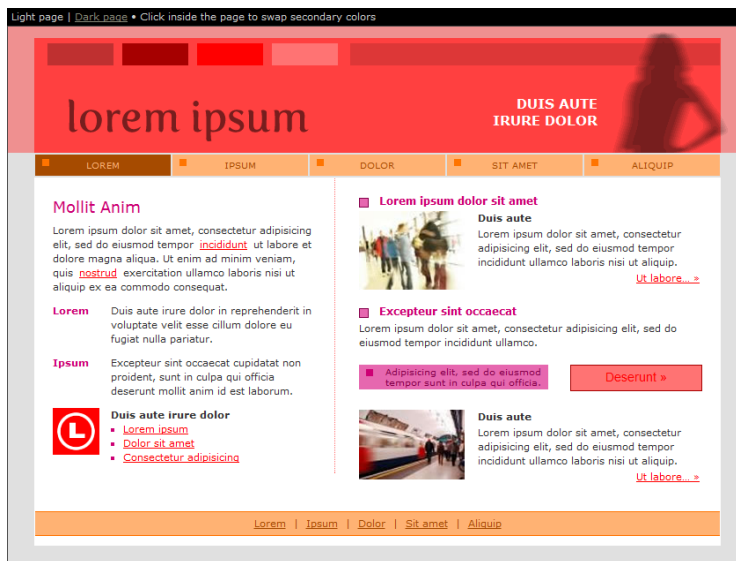 Light page | Dark page • Click inside the page to swap secondary colors
lorem ipsum
DUIS AUTE
IRURE DOLOR
LOREM
IPSUM
DOLOR
SIT AMET
ALIQUIP
Mollit Anim
Lorem ipsum dolor sit amet, consectetur adipisicing
elit, sed do eiusmod tempor incididunt ut labore et
dolore magna aliqua. Ut enim ad minim veniam,
quis nostrud exercitation ullamco laboris nisi ut
aliquip ex ea commodo consequat.
Lorem
Duis aute irure dolor in reprehenderit in
voluptate velit esse cillum dolore eu
fugiat nulla pariatur.
Ipsum
Excepteur sint occaecat cupidatat non
proident, sunt in culpa qui officia
deserunt mollit anim id est laborum.
L
Duis aute irure dolor
Lorem ipsum
Dolor sit amet
Consectetur adipisicing
Lorem ipsum dolor sit amet
Duis aute
Lorem ipsum dolor sit amet, consectetur
adipisicing elit, sed do eiusmod tempor
incididunt ullamco laboris nisi ut aliquip.
Ut labore... »
Excepteur sint occaecat
Lorem ipsum dolor sit amet, consectetur adipisicing elit, sed do
eiusmod tempor incididunt ullamco.
Adipisicing elit, sed do eiusmod
tempor sunt in culpa qui officia.
Deserunt »
Duis aute
Lorem ipsum dolor sit amet, consectetur
adipisicing elit, sed do eiusmod tempor
incididunt ullamco laboris nisi ut aliquip.
Ut labore... »
Lorem | Ipsum | Dolor | Sit amet | Aliquip